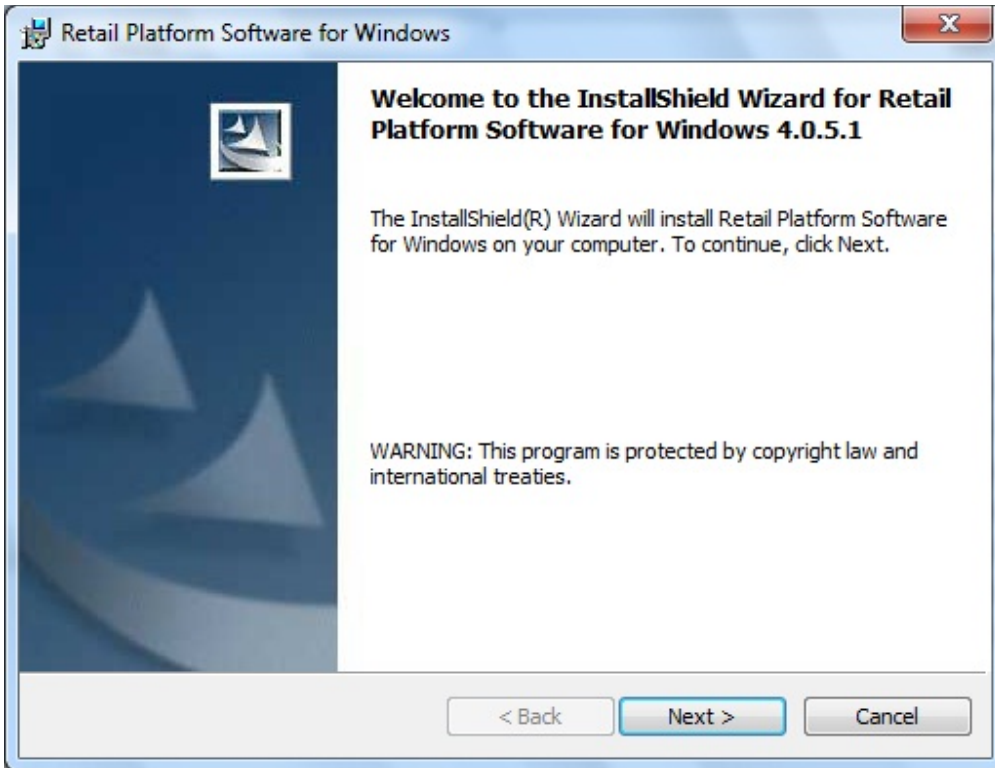 Retail Platform Software for Windows
Welcome to the InstallShield Wizard for Retail
Platform Software for Windows 4.0.5.1
The InstallShield(R) Wizard will install Retail Platform Software
for Windows on your computer. To continue, click Next.
WARNING: This program is protected by copyright law and
international treaties.
< Back Next > Cancel